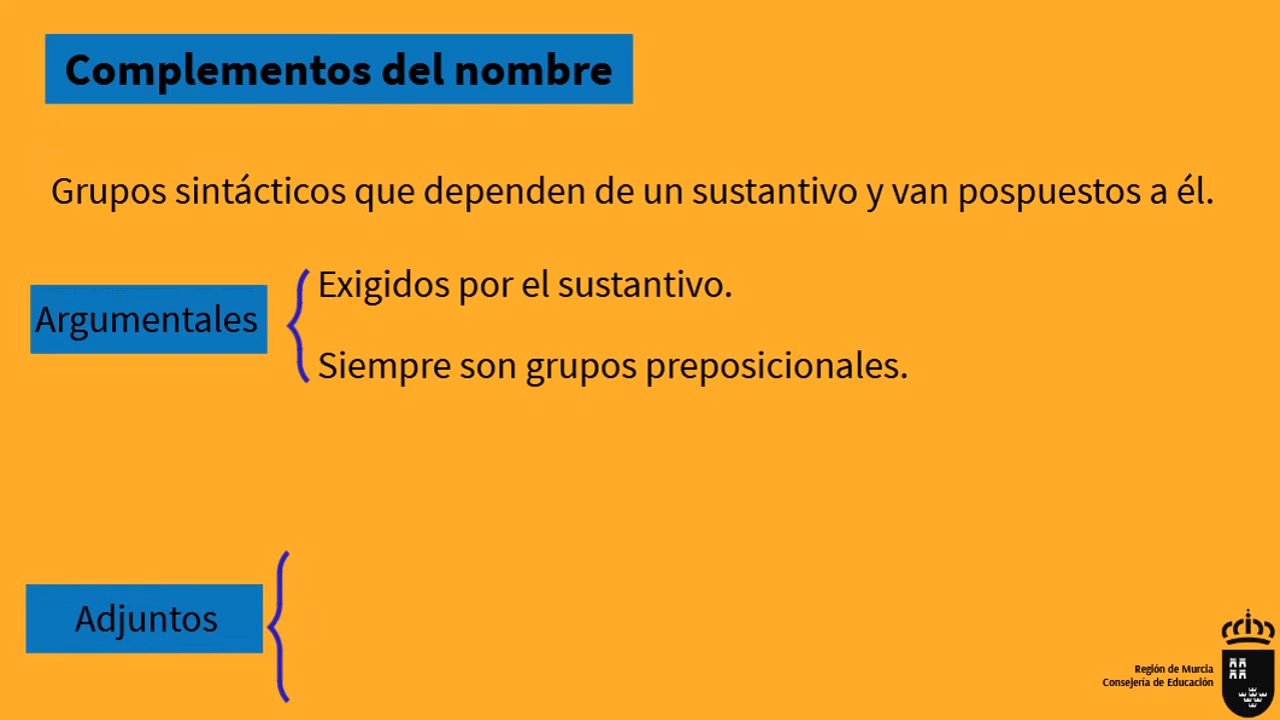 Complementos del nombre
Grupos sintácticos que dependen de un sustantivo y van pospuestos a él.
Exigidos por el sustantivo.
Argumentales
Siempre son grupos preposicionales.
Adjuntos
Región de Murcia
Consejería de Educación